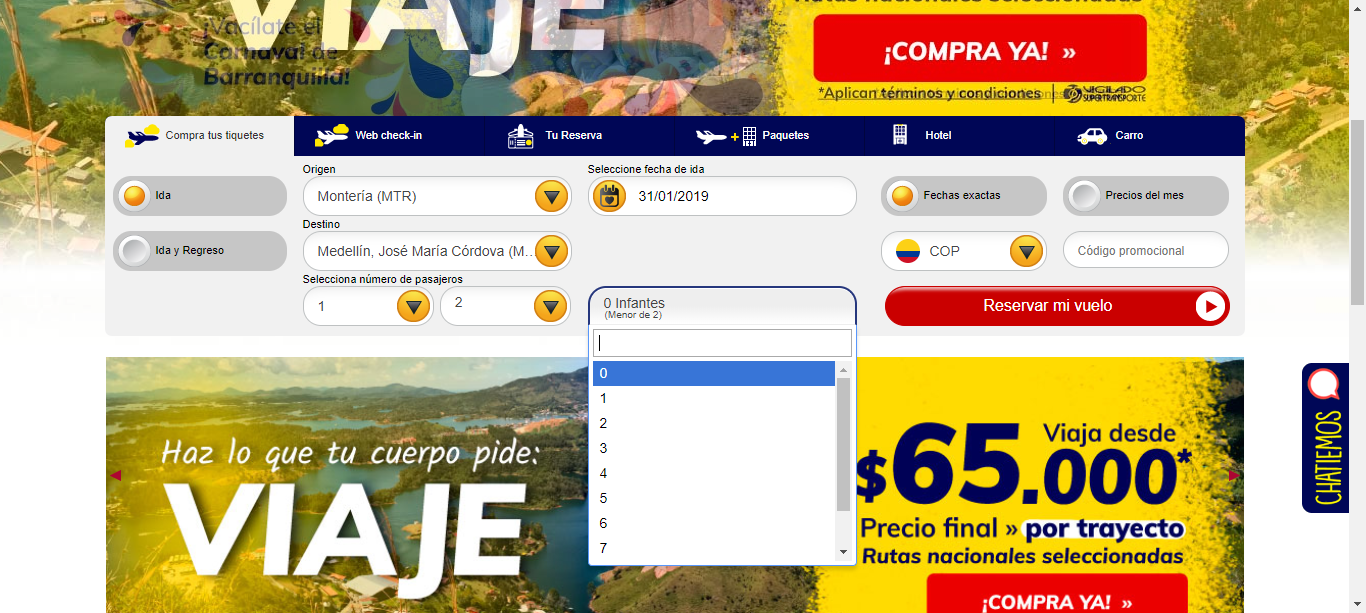 Rutas nacionales seleccionadas
¡Vacílate el
Carnaval de
Barranquilla!
VIAJE
¡COMPRA YA! »
*Aplican términos y condiciones
VIGILADO
SUPERTRANSPORTE
Compra tus tiquetes
Web check-in
Tu Reserva
Paquetes
Hotel
Carro
Origen
Seleccione fecha de ida
Ida
Montería (MTR)
31/01/2019
Fechas exactas
Precios del mes
Destino
Ida y Regreso
Medellín, José María Córdova (M...
COP
Código promocional
Selecciona número de pasajeros
1
2
0 Infantes
(Menor de 2)
Reservar mi vuelo
0
1
2
3
4
5
6
7
Haz lo que tu cuerpo pide:
VIAJE
Viaja desde
$65.000*
Precio final » por trayecto
Rutas nacionales seleccionadas
¡COMPRA YA! »
CHATIEMOS